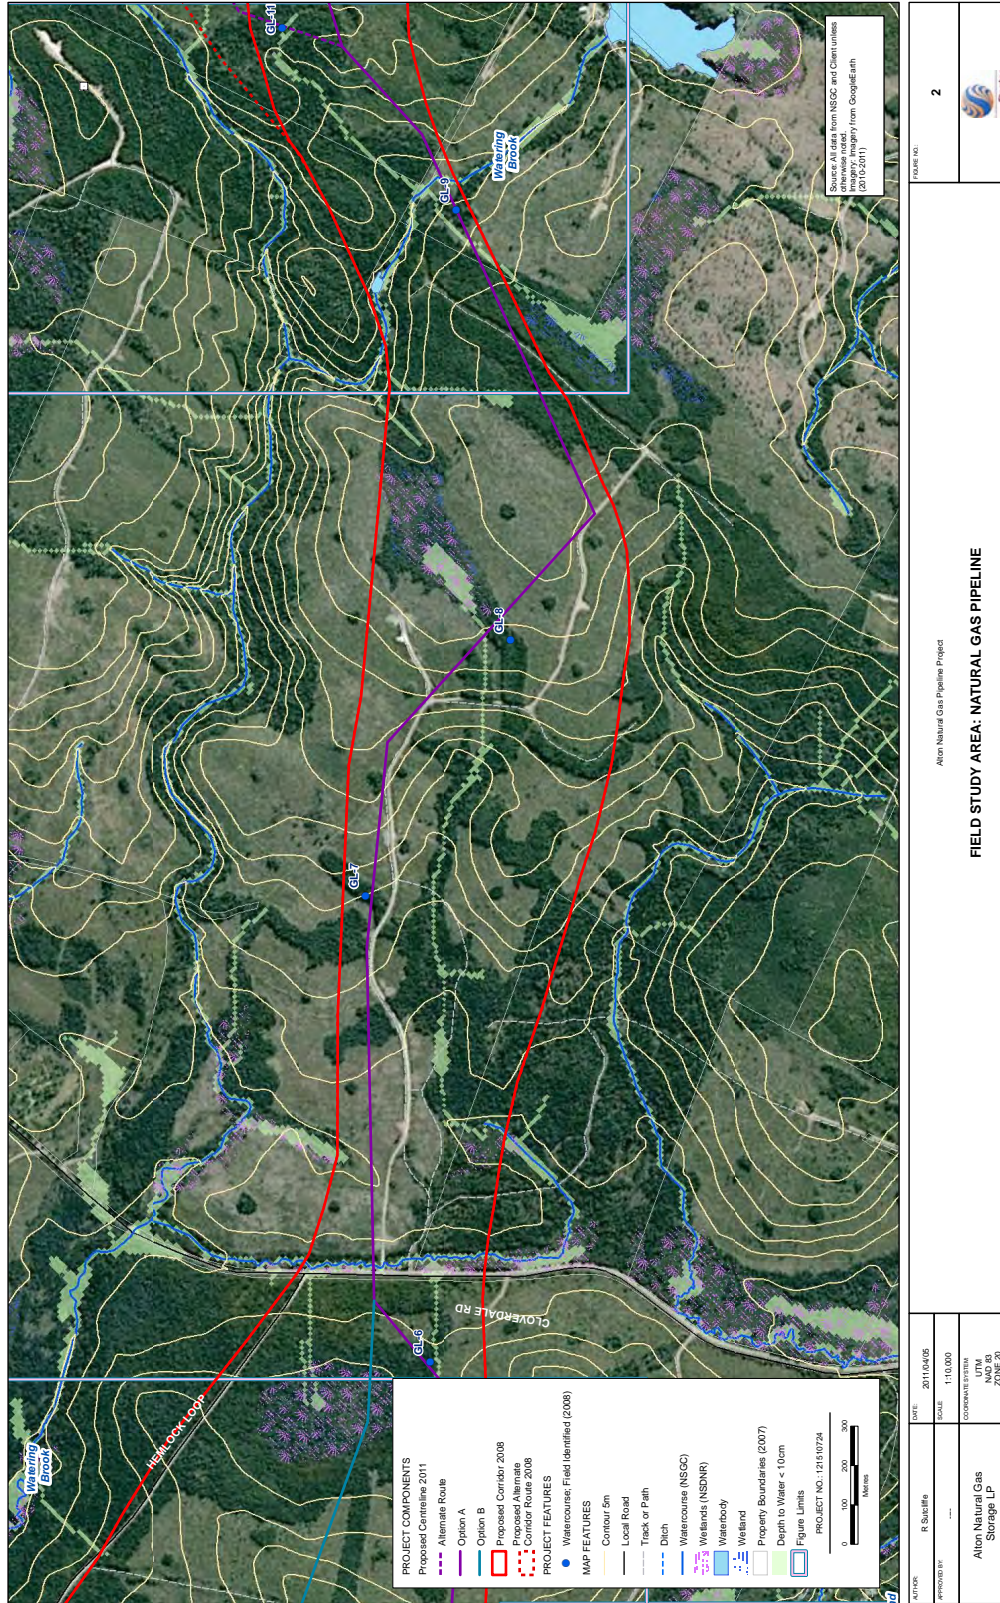 GL-11
Watering
Brook
GL-9
GL-8
GL-7
GL-6
CLOVERDALE RD
HEMLOCK LOOP
Watering
Brook
Source: All data from NSGC and Client unless
otherwise noted.
Imagery: Imagery from GoogleEarth
(2010-2011)
PROJECT COMPONENTS
Proposed Centreline 2011
Alternate Route
Option A
Option B
Proposed Corridor 2008
Proposed Alternate
Corridor Route 2008
PROJECT FEATURES
Watercourse; Field Identified (2008)
MAP FEATURES
Contour 5m
Local Road
Track or Path
Ditch
Watercourse (NSGC)
Wetlands (NSDNR)
Waterbody
Wetland
Property Boundaries (2007)
Depth to Water < 10cm
Figure Limits
PROJECT NO.: 121510724
0 100 200 300
Metres
AUTHOR:
R Sutcliffe
APPROVED BY:
---
Alton Natural Gas
Storage LP
DATE:
2011/04/05
SCALE:
1:10,000
COORDINATE SYSTEM:
UTM
NAD 83
ZONE 20
Alton Natural Gas Pipeline Project
FIELD STUDY AREA: NATURAL GAS PIPELINE
FIGURE NO.:
2